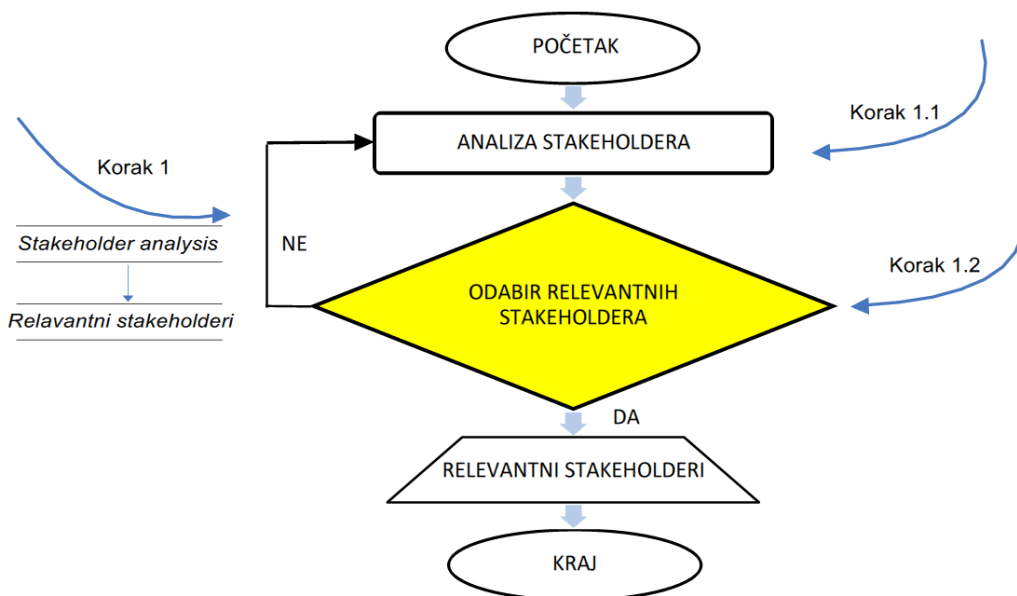 POČETAK
Korak 1.1
ANALIZA STAKEHOLDERA
Korak 1
Stakeholder analysis
NE
Korak 1.2
ODABIR RELEVANTNIH
STAKEHOLDERA
Relavantni stakeholderi
DA
RELEVANTNI STAKEHOLDERI
KRAJ